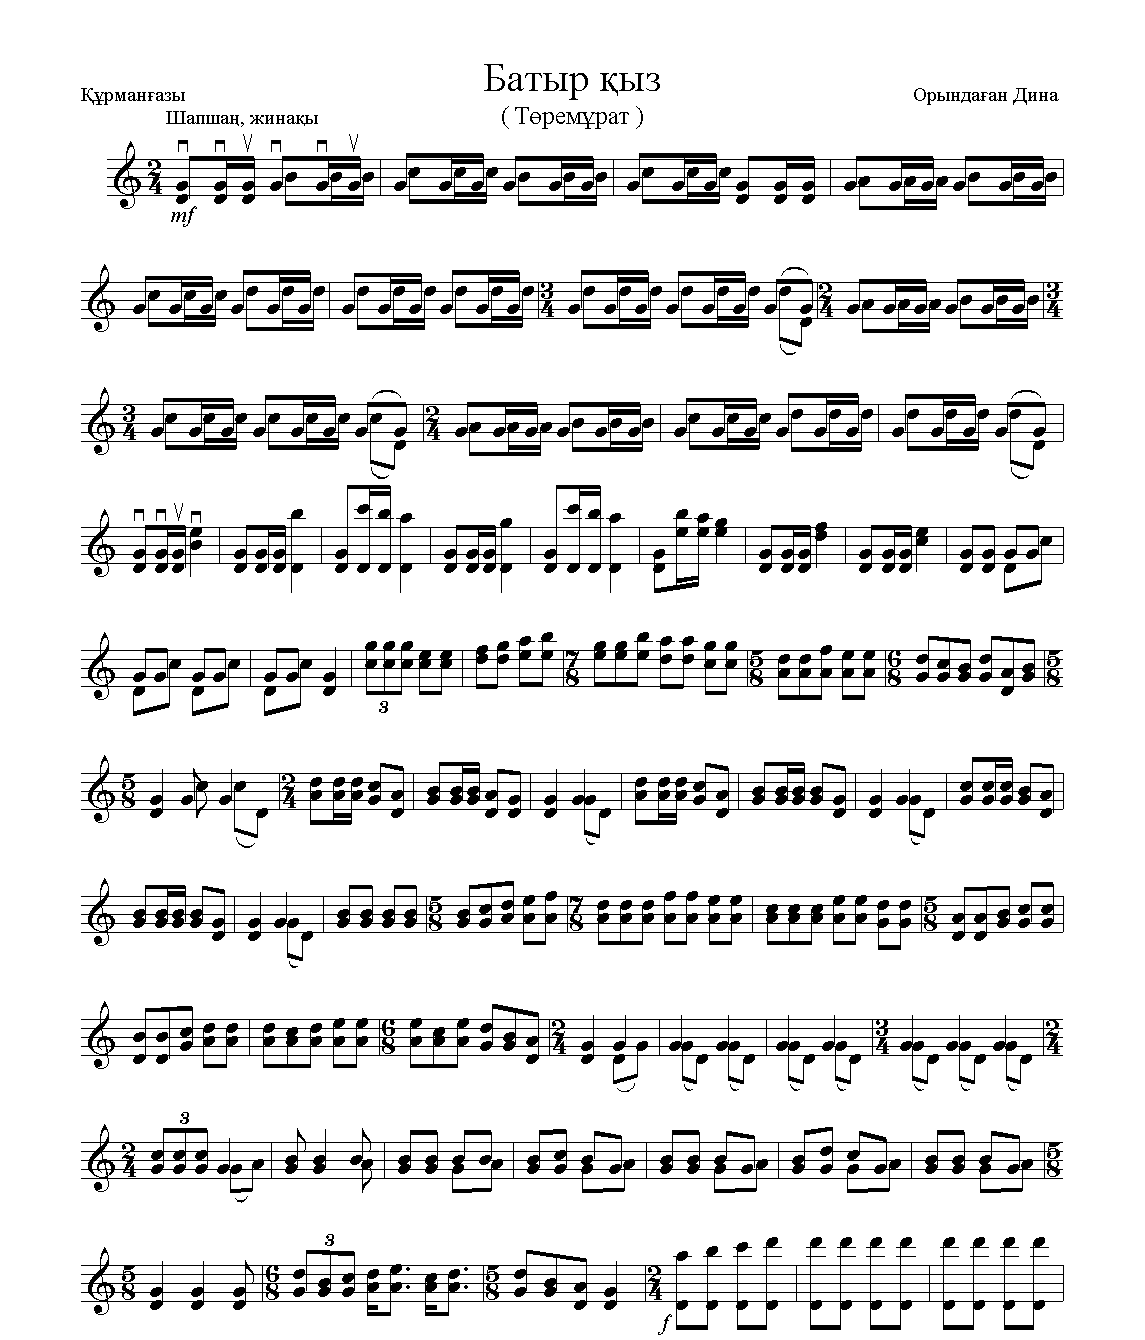 Батыр қыз
Құрманғазы
Орындаған Дина
Шапшаң, жинақы
( Төремұрат )
mf
3
3
3
f